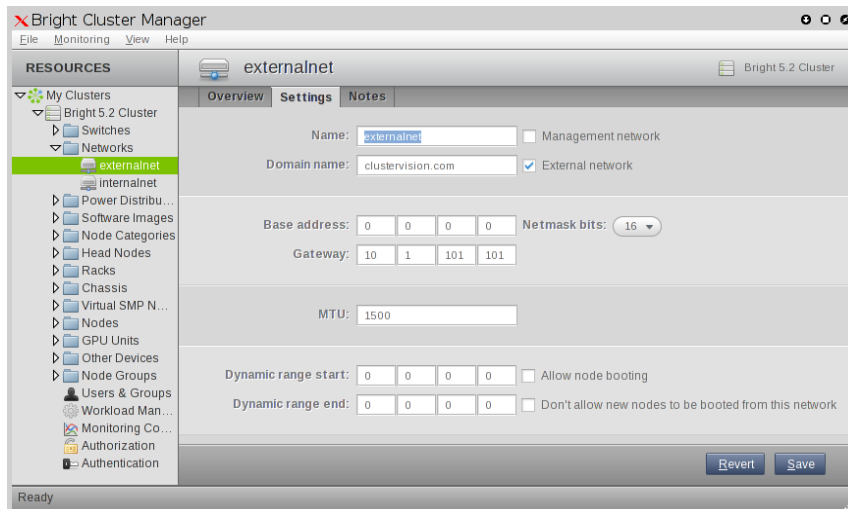 Bright Cluster Manager
File Monitoring View Help
RESOURCES
My Clusters
Bright 5.2 Cluster
Switches
Networks
externalnet
internalnet
Power Distribu...
Software Images
Node Categories
Head Nodes
Racks
Chassis
Virtual SMP N...
Nodes
GPU Units
Other Devices
Node Groups
Users & Groups
Workload Man...
Monitoring Co...
Authorization
Authentication
externalnet Bright 5.2 Cluster
Overview Settings Notes
Name: externalnet Management network
Domain name: clustervision.com External network
Base address: 0 0 0 0 Netmask bits: 16
Gateway: 10 1 101 101
MTU: 1500
Dynamic range start: 0 0 0 0 Allow node booting
Dynamic range end: 0 0 0 0 Don't allow new nodes to be booted from this network
Revert Save
Ready